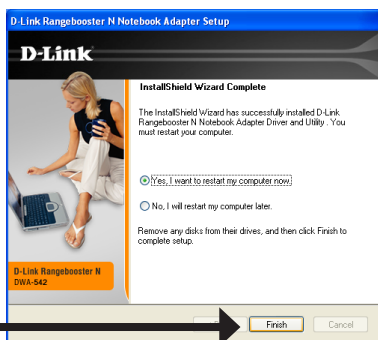 D-Link Rangebooster N Notebook Adapter Setup
D-Link
InstallShield Wizard Complete
The InstallShield Wizard has successfully installed D-Link
Rangebooster N Notebook Adapter Driver and Utility . You
must restart your computer.
Yes, I want to restart my computer now.
No, I will restart my computer later.
Remove any disks from their drives, and then click Finish to
complete setup.
D-Link Rangebooster N
DWA-542
Finish
Cancel